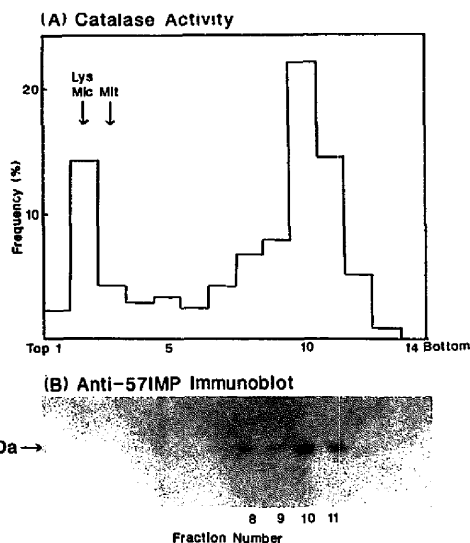 (A) Catalase Activity
20
10
Frequency (%)
Lys
Mic Mit
Top 1 5 10 14 Bottom
(B) Anti-57IMP Immunoblot
Da→
8 9 10 11
Fraction Number